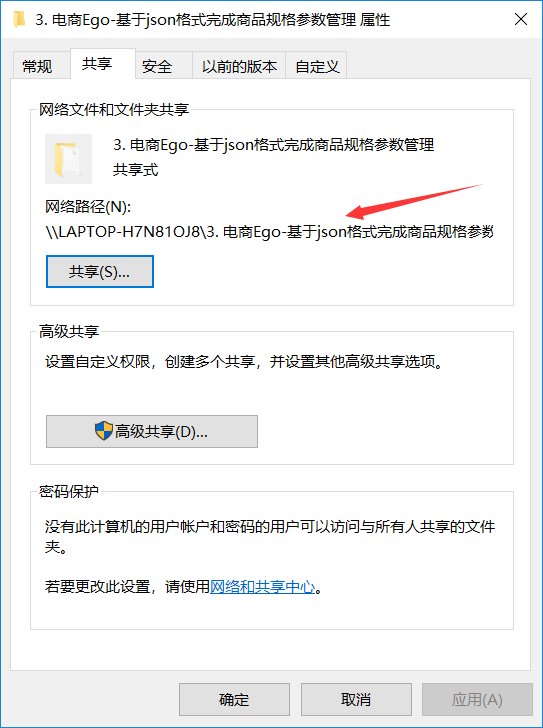 3. 电商Ego-基于json格式完成商品规格参数管理 属性
常规
共享
安全
以前的版本
自定义
网络文件和文件夹共享
3. 电商Ego-基于json格式完成商品规格参数管理
共享式
网络路径(N):
\\LAPTOP-H7N81OJ8\3. 电商Ego-基于json格式完成商品规格参数
共享(S)...
高级共享
设置自定义权限，创建多个共享，并设置其他高级共享选项。
高级共享(D)...
密码保护
没有此计算机的用户帐户和密码的用户可以访问与所有人共享的文件
夹。
若要更改此设置，请使用网络和共享中心。
确定
取消
应用(A)